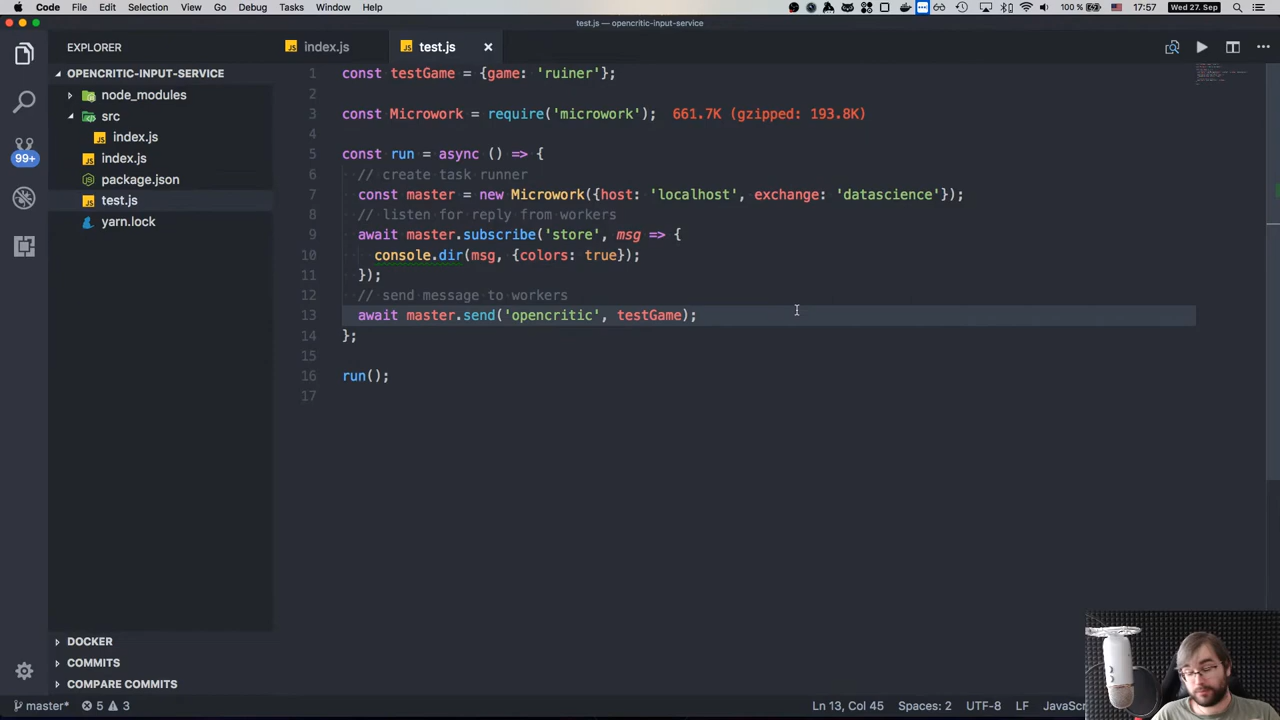 Code File Edit Selection View Go Debug Tasks Window Help 100 % 17:57 Wed 27. Sep
test.js — opencritic-input-service
EXPLORER
index.js
test.js
OPENCRITIC-INPUT-SERVICE
node_modules
src
index.js
index.js
package.json
test.js
yarn.lock
99+
1 const testGame = {game: 'ruiner'};
2
3 const Microwork = require('microwork'); 661.7K (gzipped: 193.8K)
4
5 const run = async () => {
6 // create task runner
7 const master = new Microwork({host: 'localhost', exchange: 'datascience'});
8 // listen for reply from workers
9 await master.subscribe('store', msg => {
10 console.dir(msg, {colors: true});
11 });
12 // send message to workers
13 await master.send('opencritic', testGame);
14 };
15
16 run();
17
DOCKER
COMMITS
COMPARE COMMITS
master* 5 3 Ln 13, Col 45 Spaces: 2 UTF-8 LF JavaScr